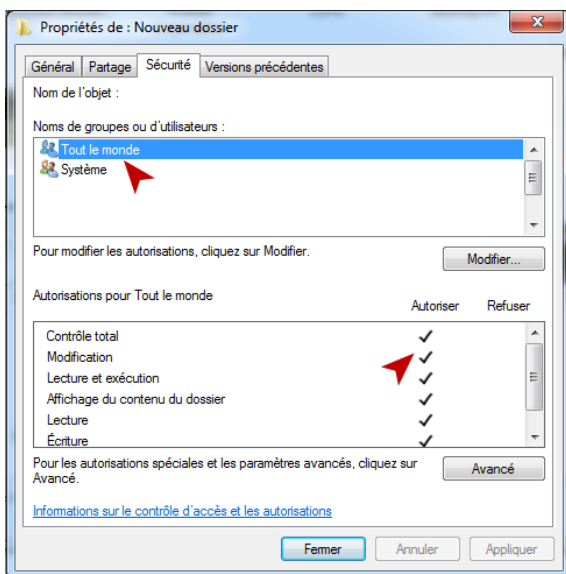 Propriétés de : Nouveau dossier
Général Partage Sécurité Versions précédentes
Nom de l'objet :
Noms de groupes ou d'utilisateurs :
Tout le monde
Système
Pour modifier les autorisations, cliquez sur Modifier.
Modifier...
Autorisations pour Tout le monde
Autoriser Refuser
Contrôle total
Modification
Lecture et exécution
Affichage du contenu du dossier
Lecture
Écriture
Pour les autorisations spéciales et les paramètres avancés, cliquez sur
Avancé.
Avancé
Informations sur le contrôle d'accès et les autorisations
Fermer Annuler Appliquer